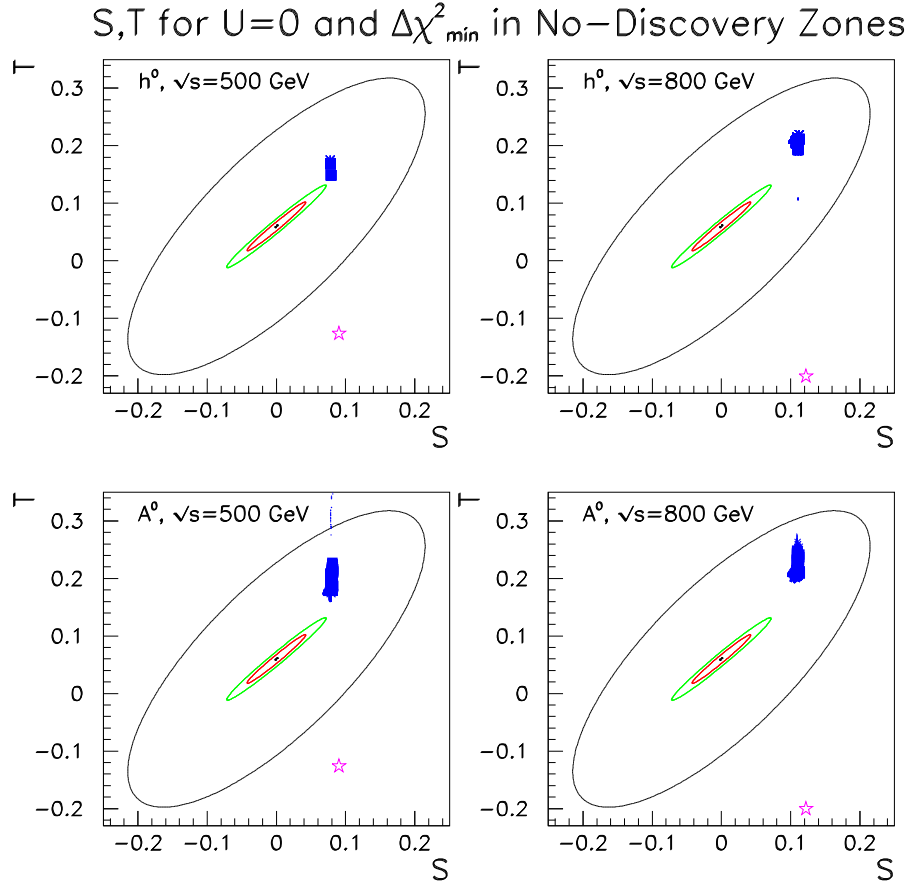 S,T for U=0 and Δχ²min in No-Discovery Zones
T
h⁰, √s=500 GeV
0.3
0.2
0.1
0
−0.1
−0.2
−0.2 −0.1 0 0.1 0.2
S
T
h⁰, √s=800 GeV
0.3
0.2
0.1
0
−0.1
−0.2
−0.2 −0.1 0 0.1 0.2
S
T
A⁰, √s=500 GeV
0.3
0.2
0.1
0
−0.1
−0.2
−0.2 −0.1 0 0.1 0.2
S
T
A⁰, √s=800 GeV
0.3
0.2
0.1
0
−0.1
−0.2
−0.2 −0.1 0 0.1 0.2
S